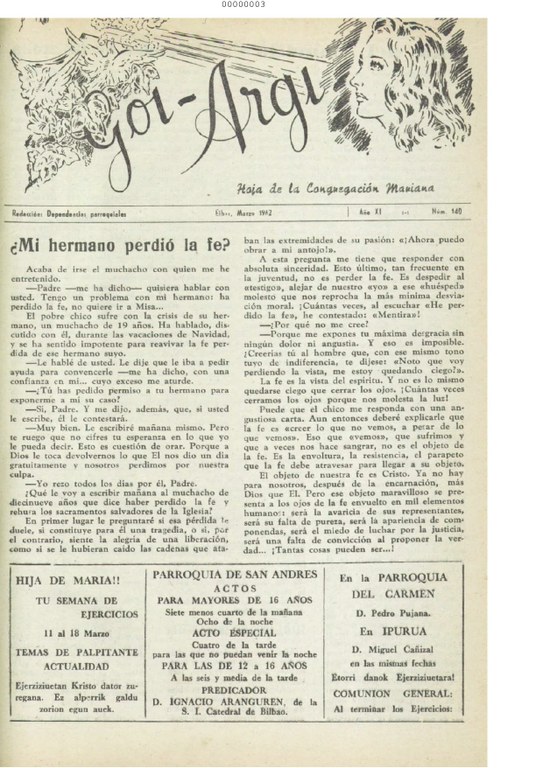 00000003
Goi-Argi
Hoja de la Congregación Mariana
Redacción: Dependencias parroquiales
Eibar, Marzo 1962
Año XI
Núm. 140
¿Mi hermano perdió la fe?
Acaba de irse el muchacho con quien me he
entretenido.
—Padre —me ha dicho— quisiera hablar con
usted. Tengo un problema con mi hermano: ha
perdido la fe, no quiere ir a Misa...
El pobre chico sufre con la crisis de su her-
mano, un muchacho de 19 años. Ha hablado, dis-
cutido con él, durante las vacaciones de Navidad,
y se ha sentido impotente para reavivar la fe per-
dida de ese hermano suyo.
—Le hablé de usted. Le dije que le iba a pedir
ayuda para convencerle —me ha dicho, con una
confianza en mi... cuyo exceso me aturde.
—¿Tú has pedido permiso a tu hermano para
exponerme a mi su caso?
—Si, Padre. Y me dijo, además, que, si usted
le escribe, él le contestará.
—Muy bien. Le escribiré mañana mismo. Pero
te ruego que no cifres tu esperanza en lo que yo
le pueda decir. Esto es cuestión de orar. Porque a
Dios le toca devolvernos lo que El nos dio un dia
gratuitamente y nosotros perdimos por nuestra
culpa.
—Yo rezo todos los dias por él, Padre.
¿Qué le voy a escribir mañana al muchacho de
diecinueve años que dice haber perdido la fe y
rehura los sacramentos salvadores de la Iglesia?
En primer lugar le preguntaré si esa pérdida le
duele, si constituye para él una tragedia, o si, por
el contrario, siente la alegria de una liberación,
como si se le hubieran caido las cadenas que ata-
ban las extremidades de su pasión: «¡Ahora puedo
obrar a mi antojo!».
A esta pregunta me tiene que responder con
absoluta sinceridad. Esto último, tan frecuente en
la juventud, no es perder la fe. Es despedir al
«testigo», alejar de nuestro «yo» a ese «huésped»
molesto que nos reprocha la más minima desvia-
ción moral. ¡Cuántas veces, al escuchar «He per-
dido la fe», he contestado: «Mentira»!
—¿Por qué no me cree?
—Porque me expones tu máxima desgracia sin
ningún dolor ni angustia. Y eso es imposible.
¿Creerias tú al hombre que, con ese mismo tono
tuyo de indiferencia, te dijese: «Noto que voy
perdiendo la vista, me estoy quedando ciego?».
La fe es la vista del espiritu. Y no es lo mismo
quedarse ciego que cerrar los ojos. ¡Cuántas veces
cerramos los ojos porque nos molesta la luz!
Puede que el chico me responda con una an-
gustiosa carta. Aun entonces deberé explicarle que
la fe es «creer lo que no vemos, a pesar de lo
que vemos». Eso que «vemos», que sufrimos y
que a veces nos hace sangrar, no es el objeto de
la fe. Es la envoltura, la resistencia, el parapeto
que la fe debe atravesar para llegar a su objeto.
El objeto de nuestra fe es Cristo. Ya no hay
para nosotros, después de la encarnación, más
Dios que El. Pero ese objeto maravilloso se pre-
senta a los ojos de la fe envuelto en mil elementos
humanos: será la avaricia de sus representantes,
será su falta de pureza, será la apariencia de com-
ponendas, será el miedo de luchar por la justicia,
será una falta de convicción al proponer la ver-
dad... ¡Tantas cosas pueden ser...!
HIJA DE MARIA!!
TU SEMANA DE
EJERCICIOS
11 al 18 Marzo
TEMAS DE PALPITANTE
ACTUALIDAD
Ejerziziuetan Kristo dator zu-
regana. Ez alperrik galdu
zorion egun auek.
PARROQUIA DE SAN ANDRES
ACTOS
PARA MAYORES DE 16 AÑOS
Siete menos cuarto de la mañana
Ocho de la noche
ACTO ESPECIAL
Cuatro de la tarde
para las que no puedan venir la noche
PARA LAS DE 12 a 16 AÑOS
A las seis y media de la tarde
PREDICADOR
D. IGNACIO ARANGUREN, de la
S. I. Catedral de Bilbao.
En la PARROQUIA
DEL CARMEN
D. Pedro Pujana.
En IPURUA
D. Miguel Cañizal
en las mismas fechas
Etorri danok Ejerziziuetara!
COMUNION GENERAL:
Al terminar los Ejercicios: